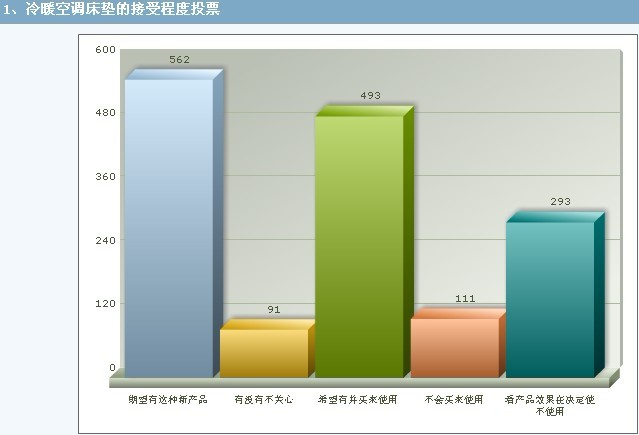 1、冷暖空调床垫的接受程度投票
600
562
493
480
360
293
240
120
91
111
0
期望有这种新产品
有没有不关心
希望有并买来使用
不会买来使用
看产品效果在决定使
不使用